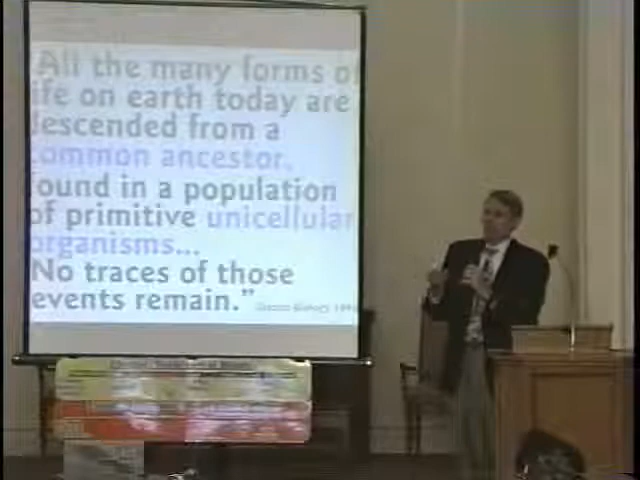 "All the many forms of
life on earth today are
descended from a
common ancestor,
found in a population
of primitive unicellular
organisms...
No traces of those
events remain."